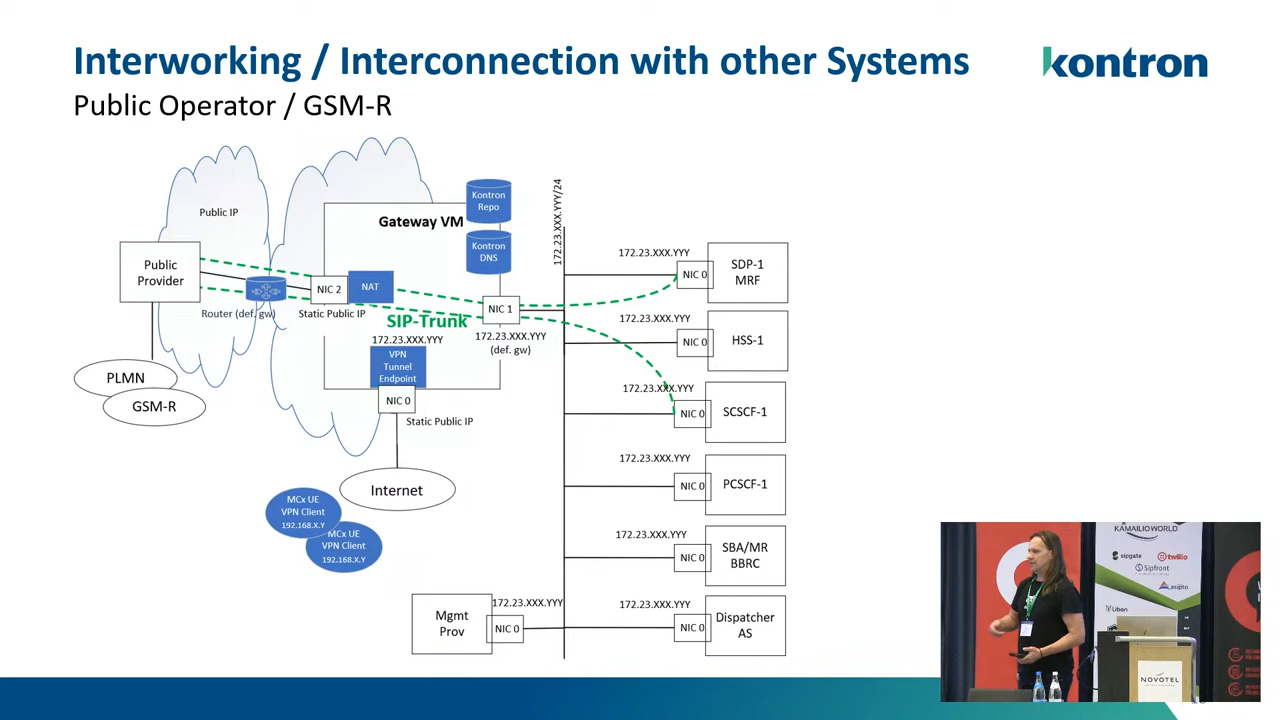 Interworking / Interconnection with other Systems
kontron
Public Operator / GSM-R
Public IP
Gateway VM
Kontron
Repo
Kontron
DNS
172.23.XXX.YYY/24
Public
Provider
Router (def. gw)
NIC 2
NAT
Static Public IP
SIP-Trunk
NIC 1
172.23.XXX.YYY
(def. gw)
172.23.XXX.YYY
VPN
Tunnel
Endpoint
NIC 0
Static Public IP
PLMN
GSM-R
Internet
MCx UE
VPN Client
192.168.X.Y
MCx UE
VPN Client
192.168.X.Y
172.23.XXX.YYY
NIC 0
SDP-1
MRF
172.23.XXX.YYY
NIC 0
HSS-1
172.23.XXX.YYY
NIC 0
SCSCF-1
172.23.XXX.YYY
NIC 0
PCSCF-1
172.23.XXX.YYY
NIC 0
SBA/MR
BBRC
172.23.XXX.YYY
NIC 0
Dispatcher
AS
Mgmt
Prov
172.23.XXX.YYY
NIC 0
KAMAILIO WORLD
sipgate
twilio
Sipfront
asipto
Libon
NOVOTEL